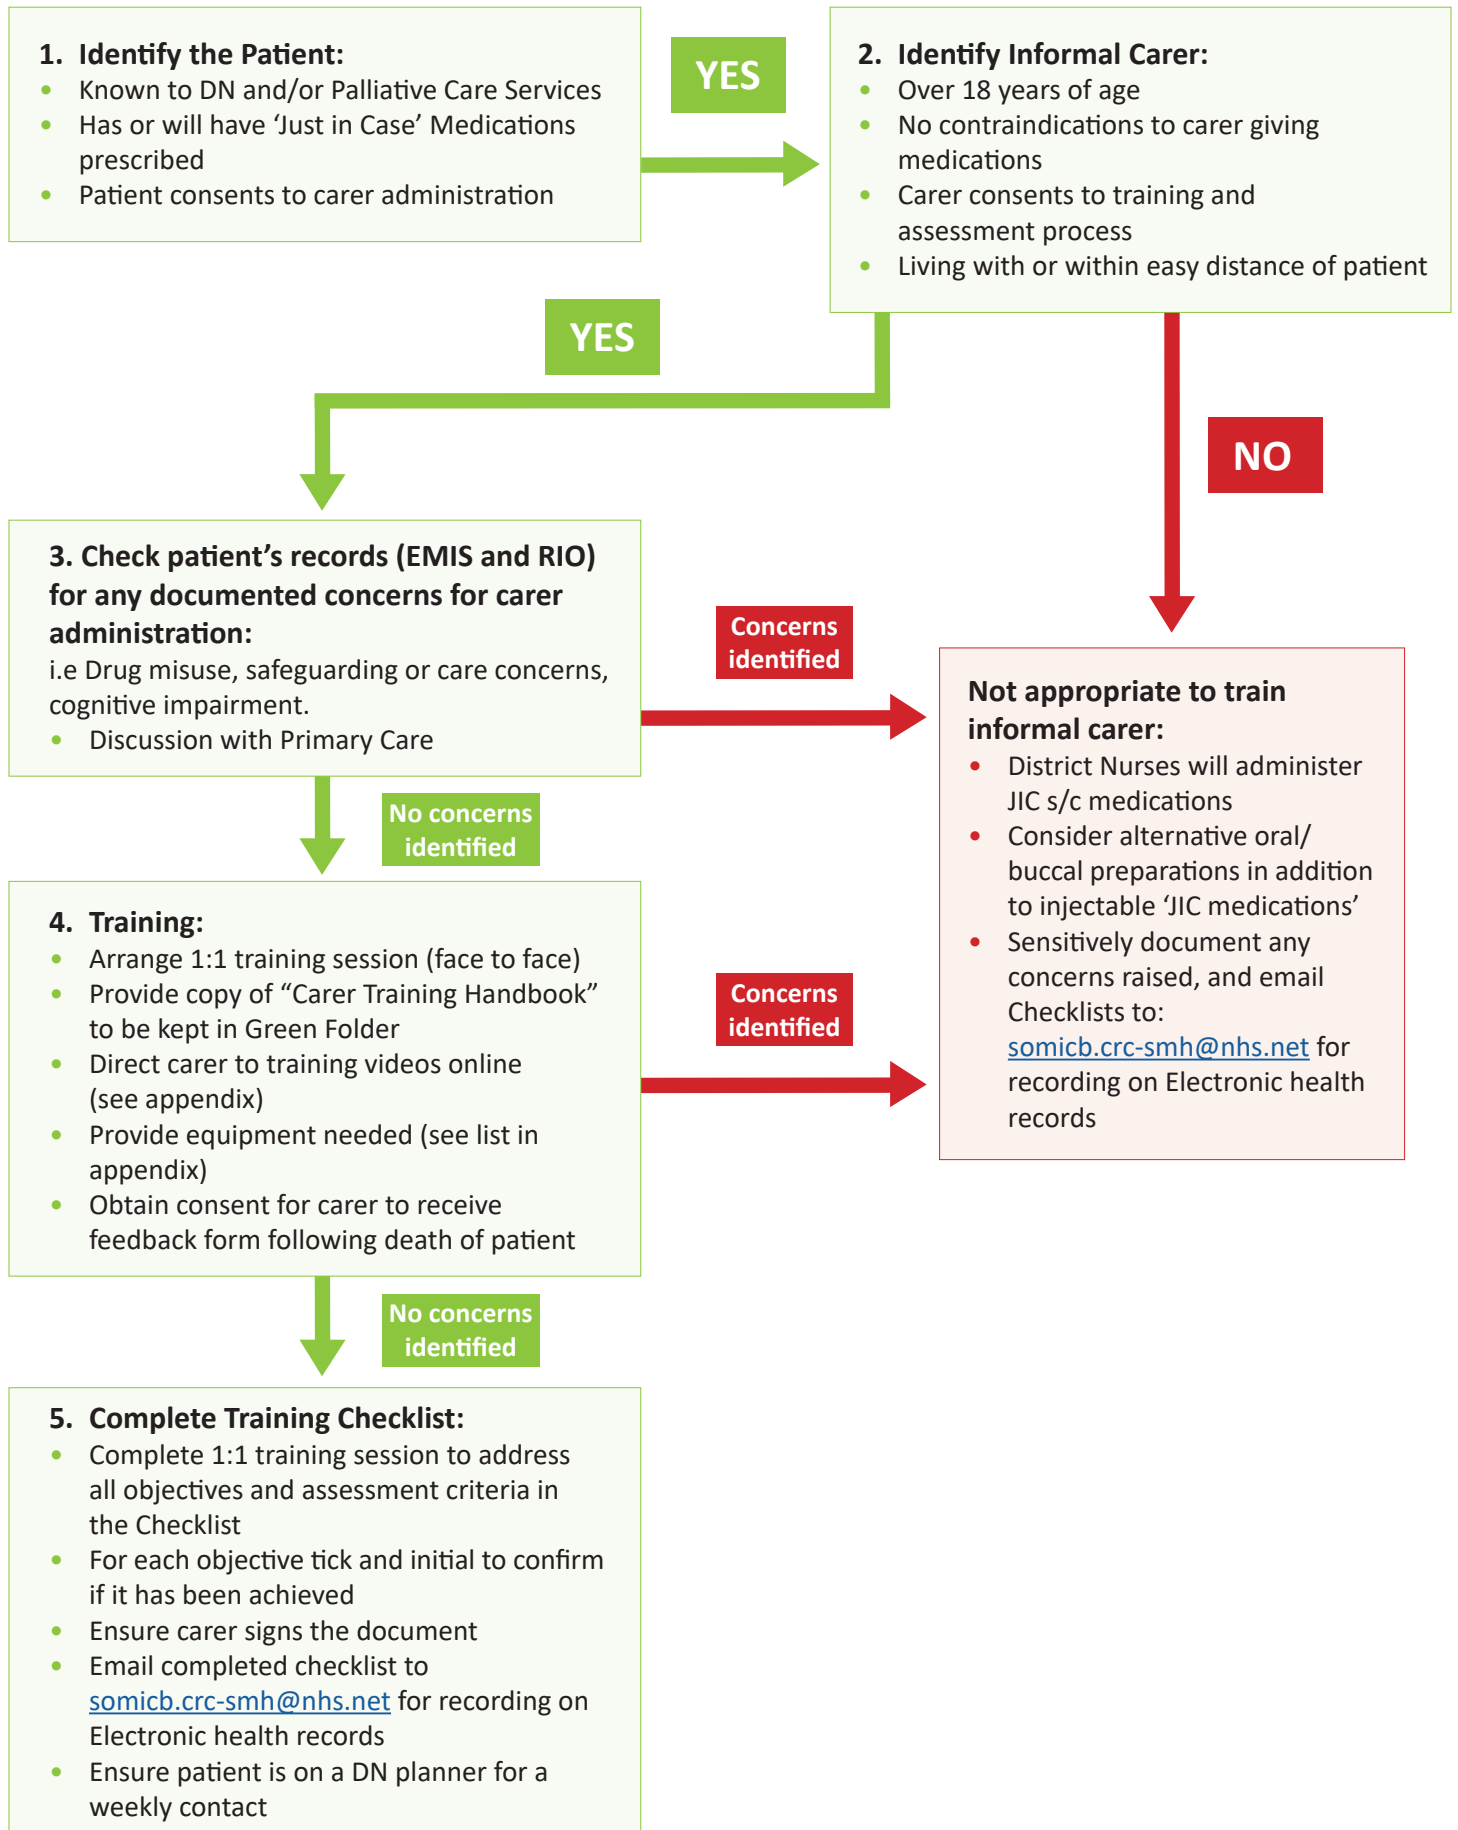 1. Identify the Patient:
• Known to DN and/or Palliative Care Services
• Has or will have ‘Just in Case’ Medications
prescribed
• Patient consents to carer administration
YES
2. Identify Informal Carer:
• Over 18 years of age
• No contraindications to carer giving
medications
• Carer consents to training and
assessment process
• Living with or within easy distance of patient
YES
NO
3. Check patient’s records (EMIS and RIO)
for any documented concerns for carer
administration:
i.e Drug misuse, safeguarding or care concerns,
cognitive impairment.
• Discussion with Primary Care
Concerns
identified
No concerns
identified
Not appropriate to train
informal carer:
• District Nurses will administer
JIC s/c medications
• Consider alternative oral/
buccal preparations in addition
to injectable ‘JIC medications’
• Sensitively document any
concerns raised, and email
Checklists to:
somicb.crc-smh@nhs.net for
recording on Electronic health
records
4. Training:
• Arrange 1:1 training session (face to face)
• Provide copy of “Carer Training Handbook”
to be kept in Green Folder
• Direct carer to training videos online
(see appendix)
• Provide equipment needed (see list in
appendix)
• Obtain consent for carer to receive
feedback form following death of patient
Concerns
identified
No concerns
identified
5. Complete Training Checklist:
• Complete 1:1 training session to address
all objectives and assessment criteria in
the Checklist
• For each objective tick and initial to confirm
if it has been achieved
• Ensure carer signs the document
• Email completed checklist to
somicb.crc-smh@nhs.net for recording on
Electronic health records
• Ensure patient is on a DN planner for a
weekly contact